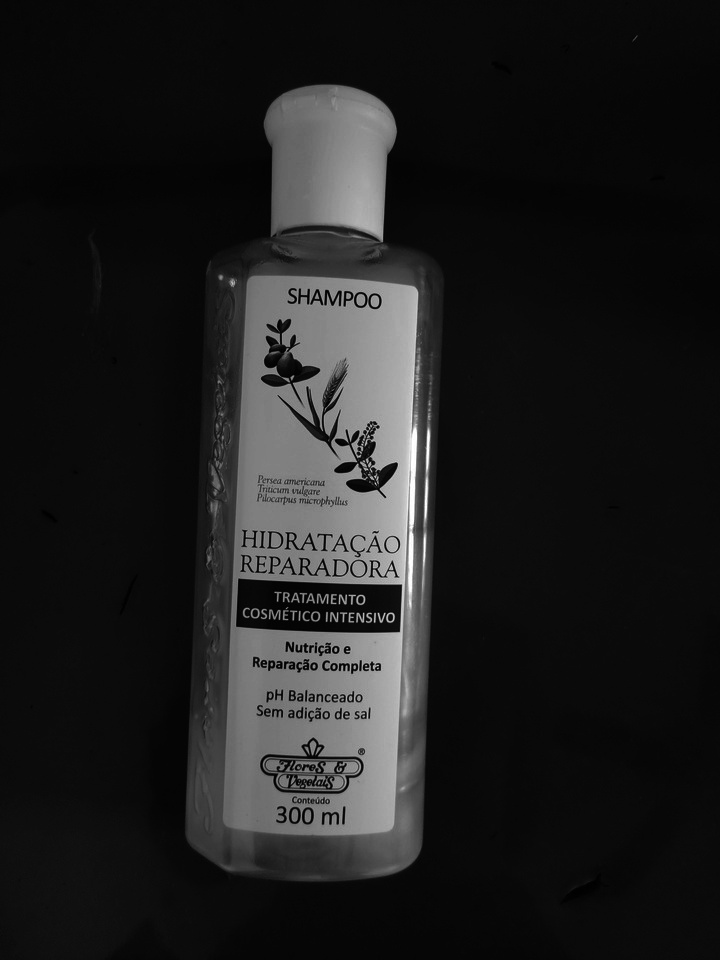 SHAMPOO
Persea americana
Triticum vulgare
Pilocarpus microphyllus
HIDRATAÇÃO
REPARADORA
TRATAMENTO
COSMÉTICO INTENSIVO
Nutrição e
Reparação Completa
pH Balanceado
Sem adição de sal
Flores &
Vegetais
®
Conteúdo
300 ml